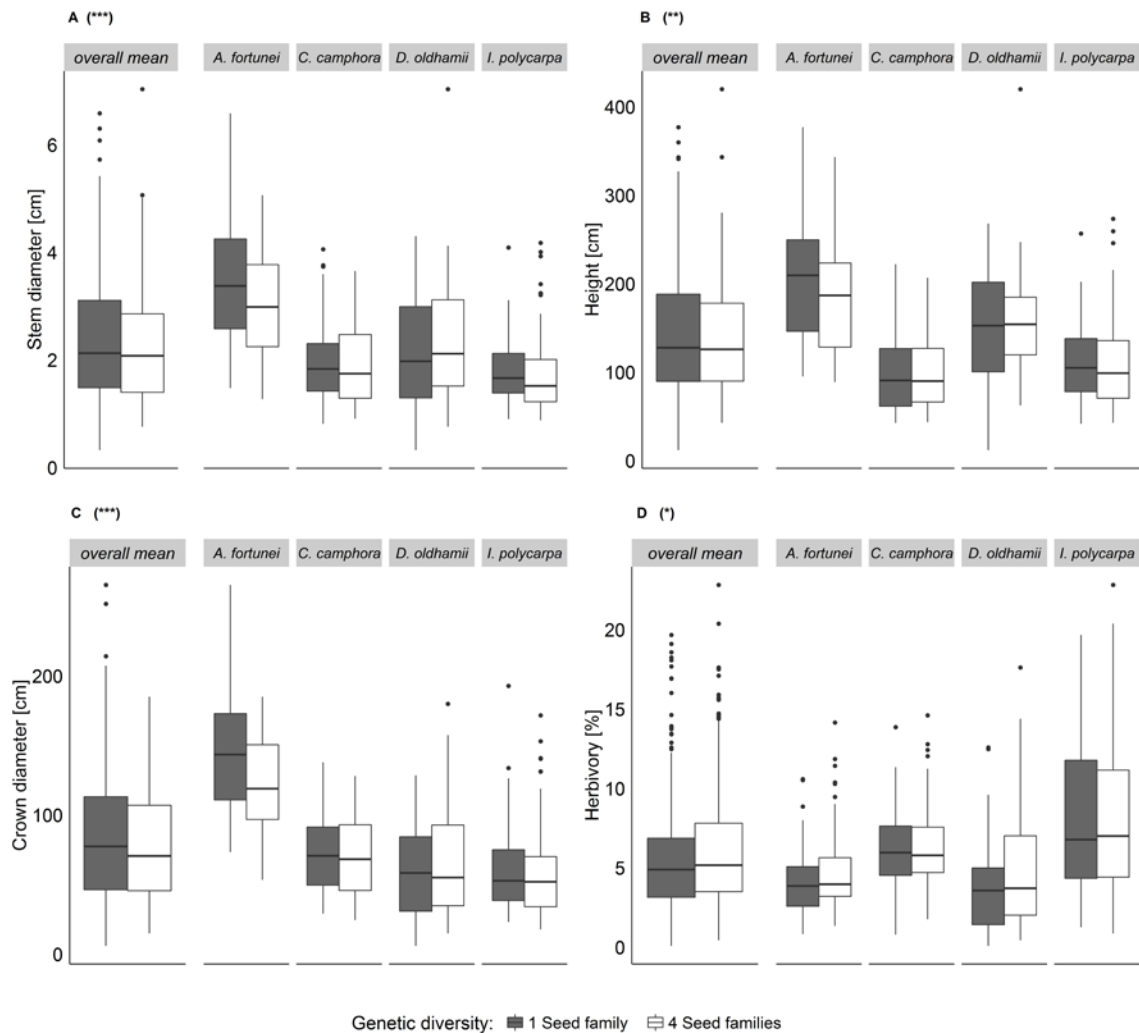 A (***)
overall mean A. fortunei C. camphora D. oldhamii I. polycarpa
6
4
2
0
Stem diameter [cm]
B (**)
overall mean A. fortunei C. camphora D. oldhamii I. polycarpa
400
300
200
100
0
Height [cm]
C (***)
overall mean A. fortunei C. camphora D. oldhamii I. polycarpa
200
100
0
Crown diameter [cm]
D (*)
overall mean A. fortunei C. camphora D. oldhamii I. polycarpa
20
15
10
5
0
Herbivory [%]
Genetic diversity: 1 Seed family 4 Seed families